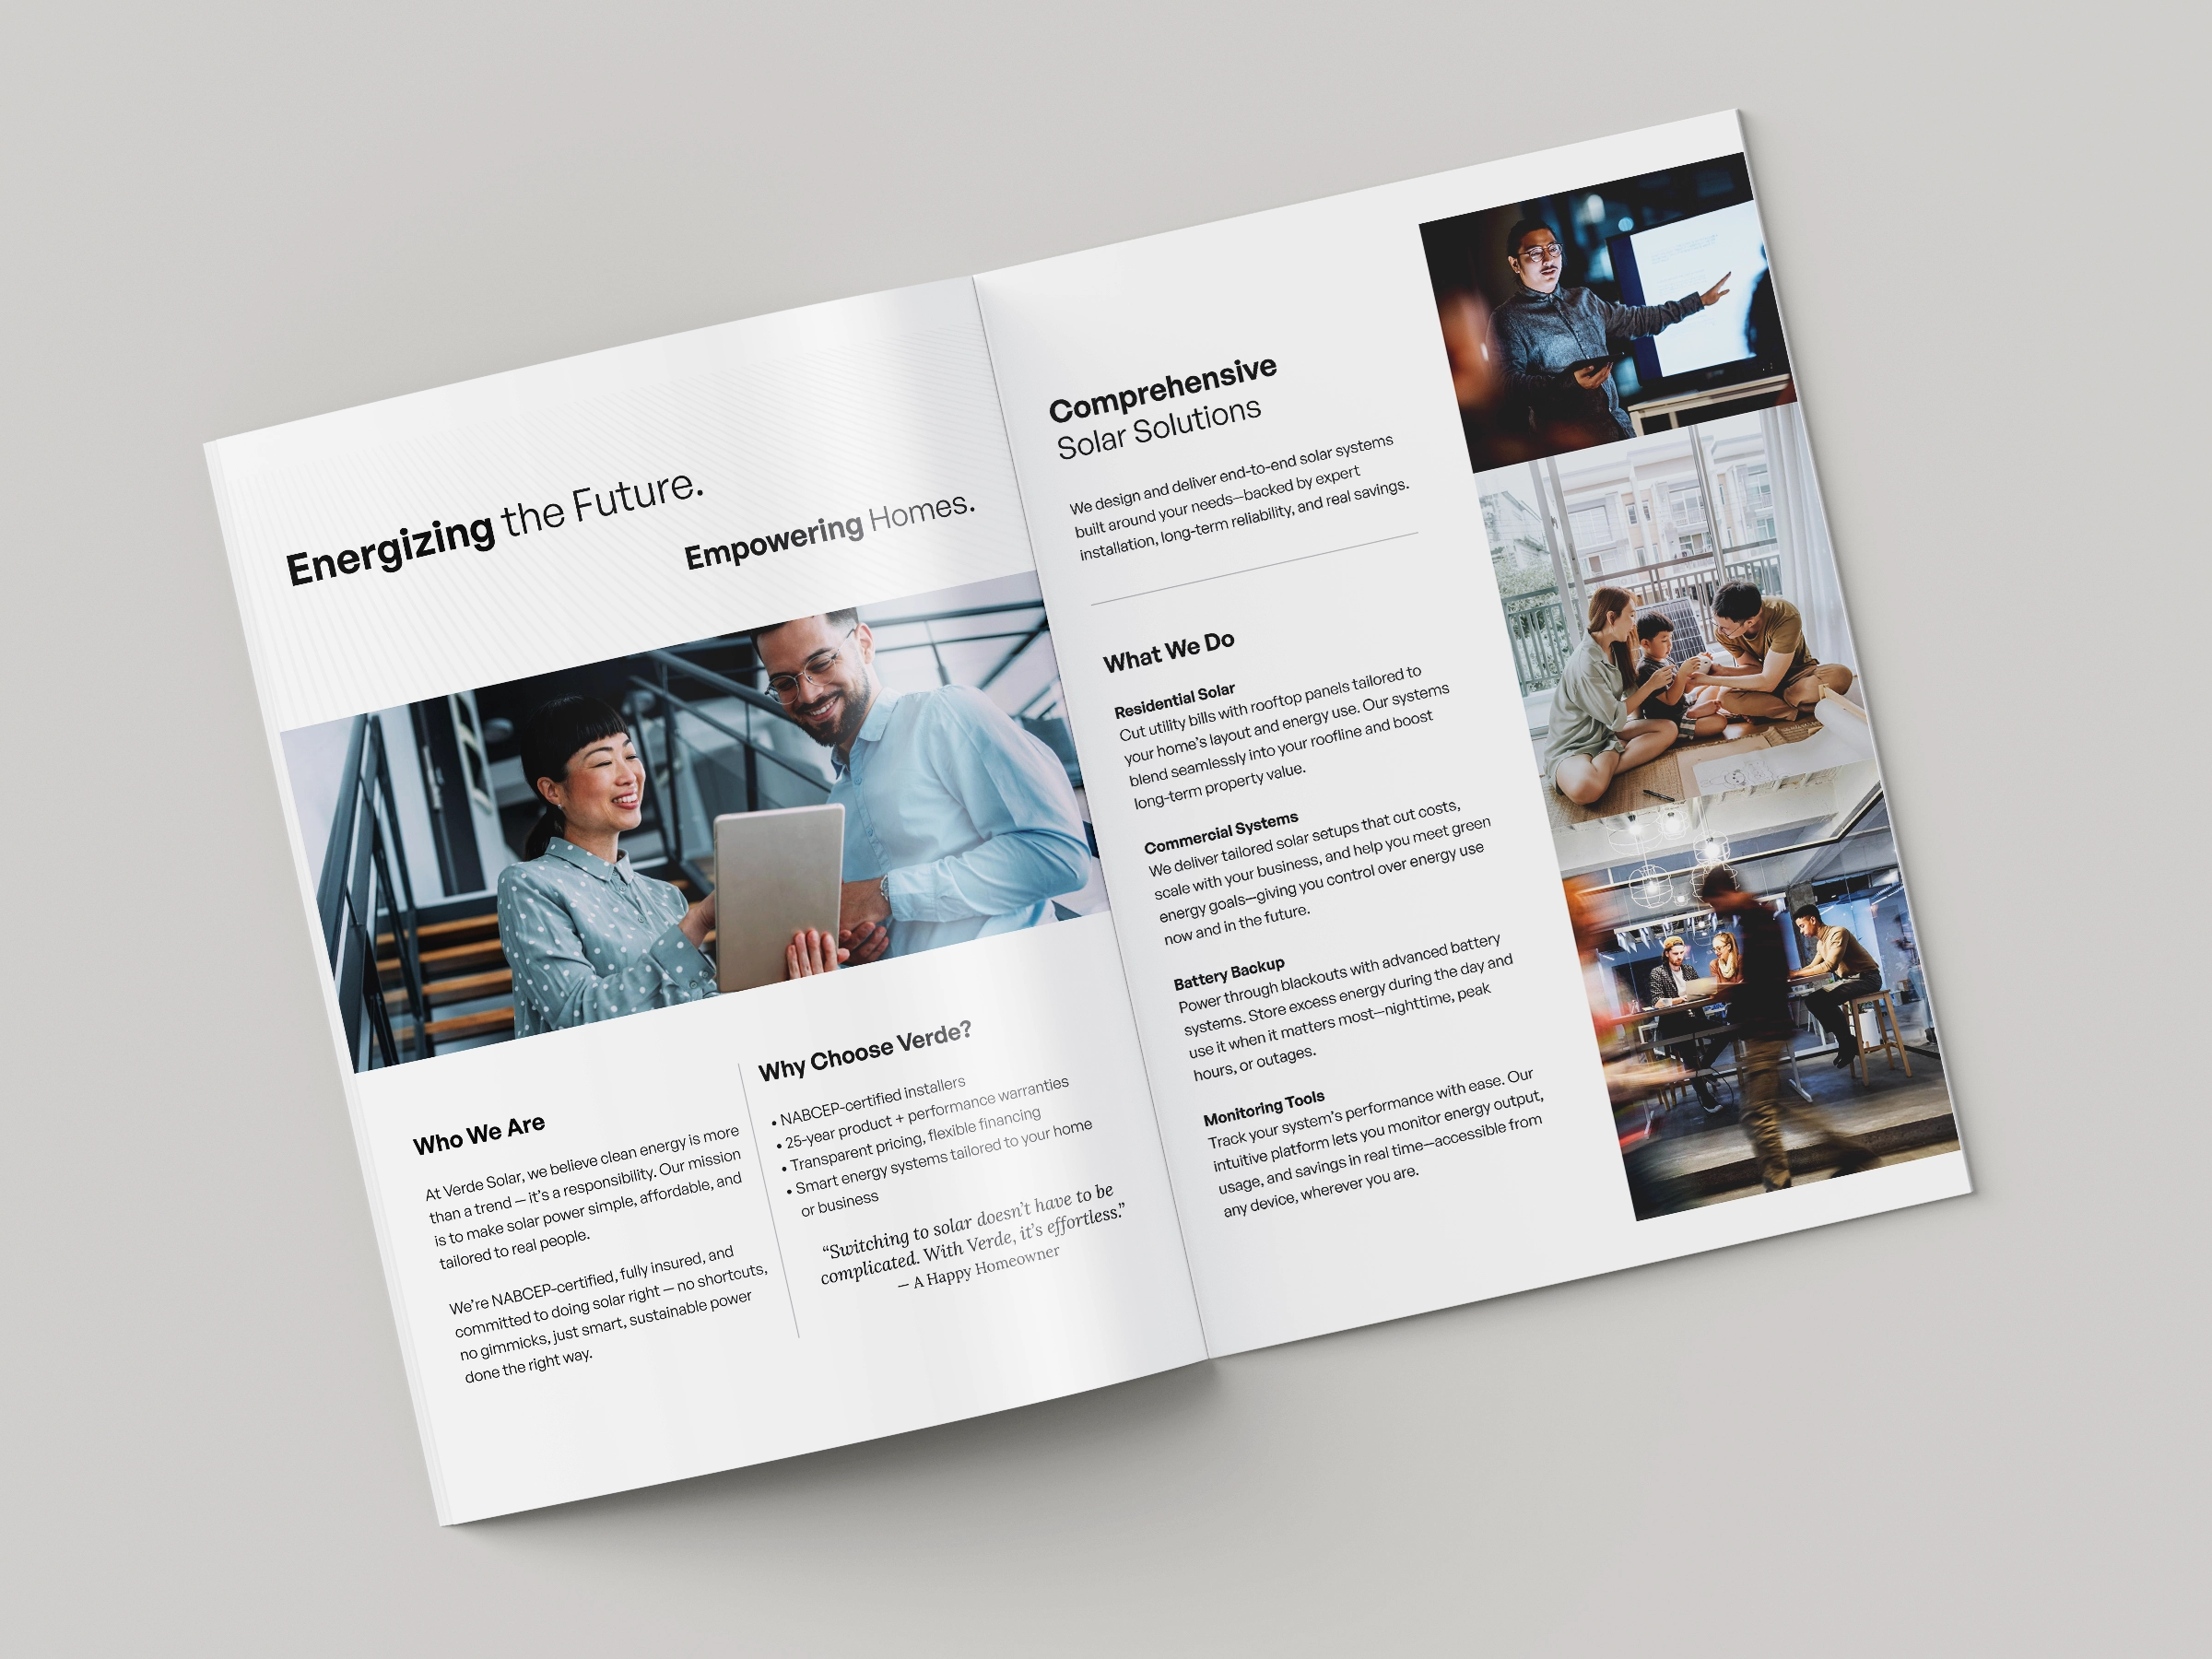 Energizing the Future.
Empowering Homes.
Who We Are
At Verde Solar, we believe clean energy is more
than a trend — it’s a responsibility. Our mission
is to make solar power simple, affordable, and
tailored to real people.
We’re NABCEP-certified, fully insured, and
committed to doing solar right — no shortcuts,
no gimmicks, just smart, sustainable power
done the right way.
Why Choose Verde?
• NABCEP-certified installers
• 25-year product + performance warranties
• Transparent pricing, flexible financing
• Smart energy systems tailored to your home
or business
“Switching to solar doesn’t have to be
complicated. With Verde, it’s effortless.”
— A Happy Homeowner
Comprehensive
Solar Solutions
We design and deliver end-to-end solar systems
built around your needs—backed by expert
installation, long-term reliability, and real savings.
What We Do
Residential Solar
Cut utility bills with rooftop panels tailored to
your home’s layout and energy use. Our systems
blend seamlessly into your roofline and boost
long-term property value.
Commercial Systems
We deliver tailored solar setups that cut costs,
scale with your business, and help you meet green
energy goals—giving you control over energy use
now and in the future.
Battery Backup
Power through blackouts with advanced battery
systems. Store excess energy during the day and
use it when it matters most—nighttime, peak
hours, or outages.
Monitoring Tools
Track your system’s performance with ease. Our
intuitive platform lets you monitor energy output,
usage, and savings in real time—accessible from
any device, wherever you are.